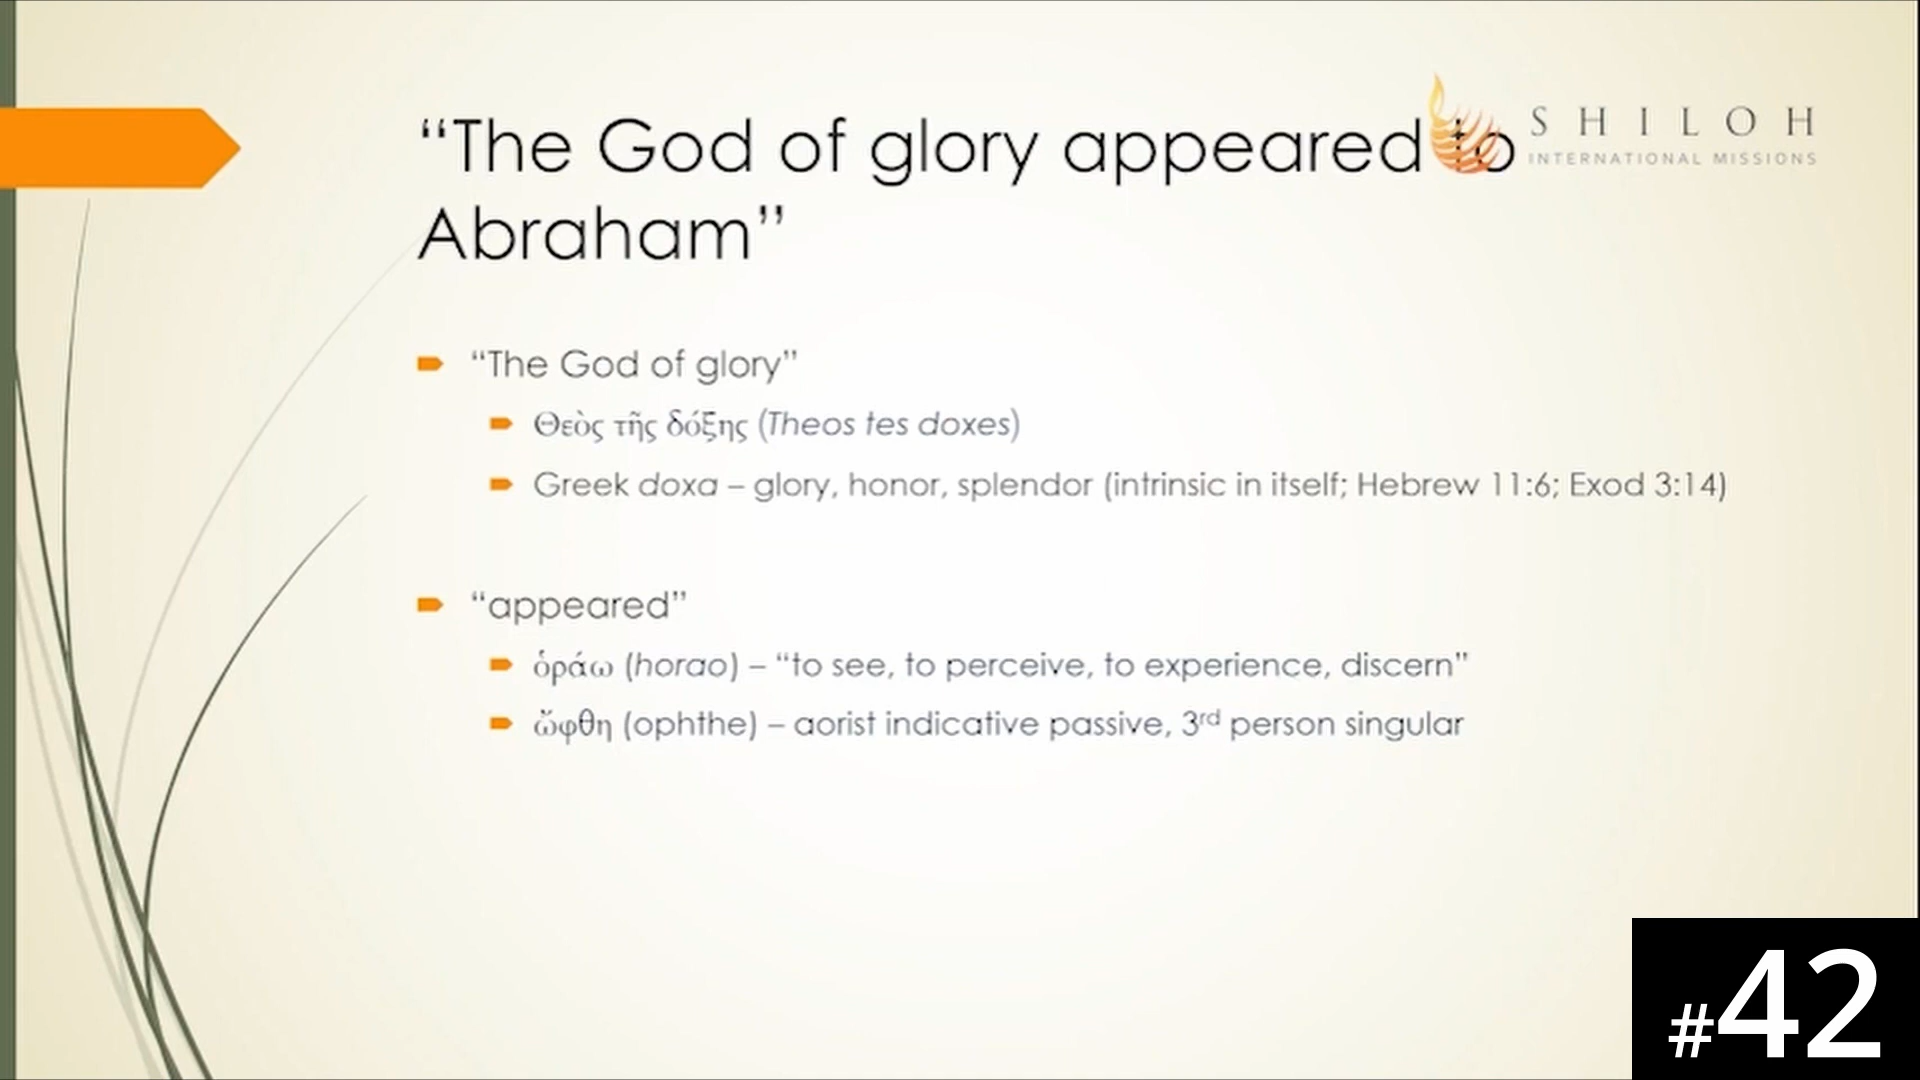 “The God of glory appeared to
Abraham”
SHILOH
INTERNATIONAL MISSIONS
“The God of glory”
Θεὸς τῆς δόξης (Theos tes doxes)
Greek doxa – glory, honor, splendor (intrinsic in itself; Hebrew 11:6; Exod 3:14)
“appeared”
ὁράω (horao) – “to see, to perceive, to experience, discern”
ὤφθη (ophthe) – aorist indicative passive, 3rd person singular
#42